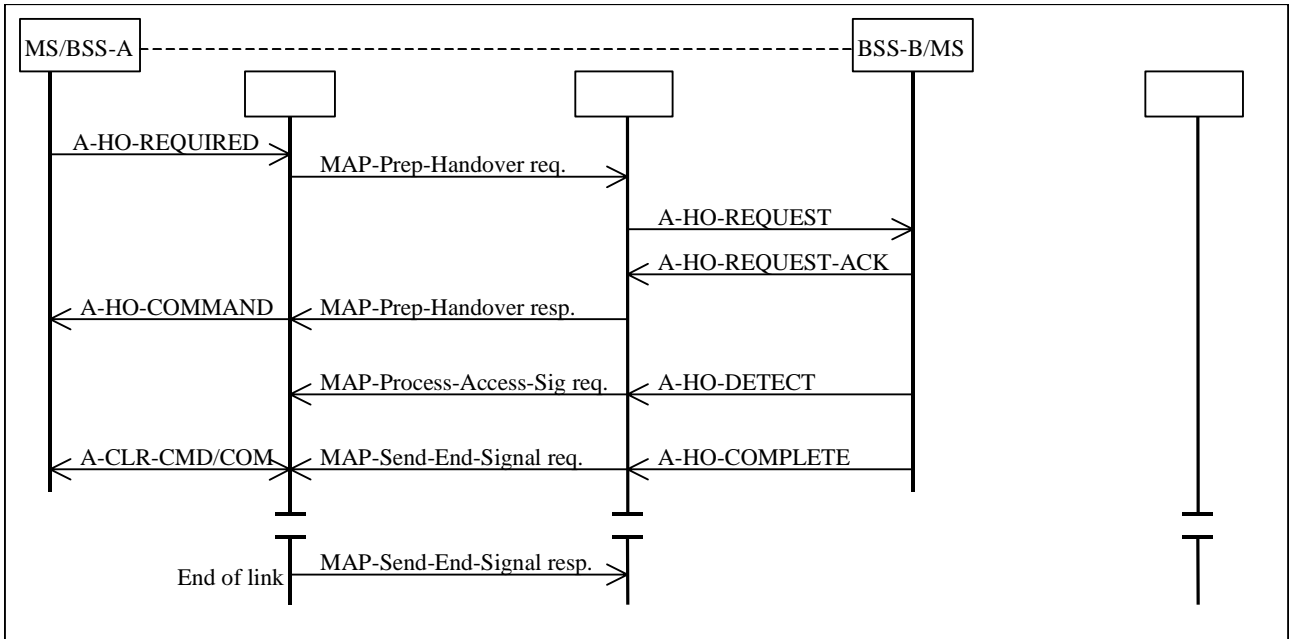 MS/BSS-A
BSS-B/MS
A-HO-REQUIRED
MAP-Prep-Handover req.
A-HO-REQUEST
A-HO-REQUEST-ACK
A-HO-COMMAND
MAP-Prep-Handover resp.
MAP-Process-Access-Sig req.
A-HO-DETECT
A-CLR-CMD/COM
MAP-Send-End-Signal req.
A-HO-COMPLETE
End of link
MAP-Send-End-Signal resp.